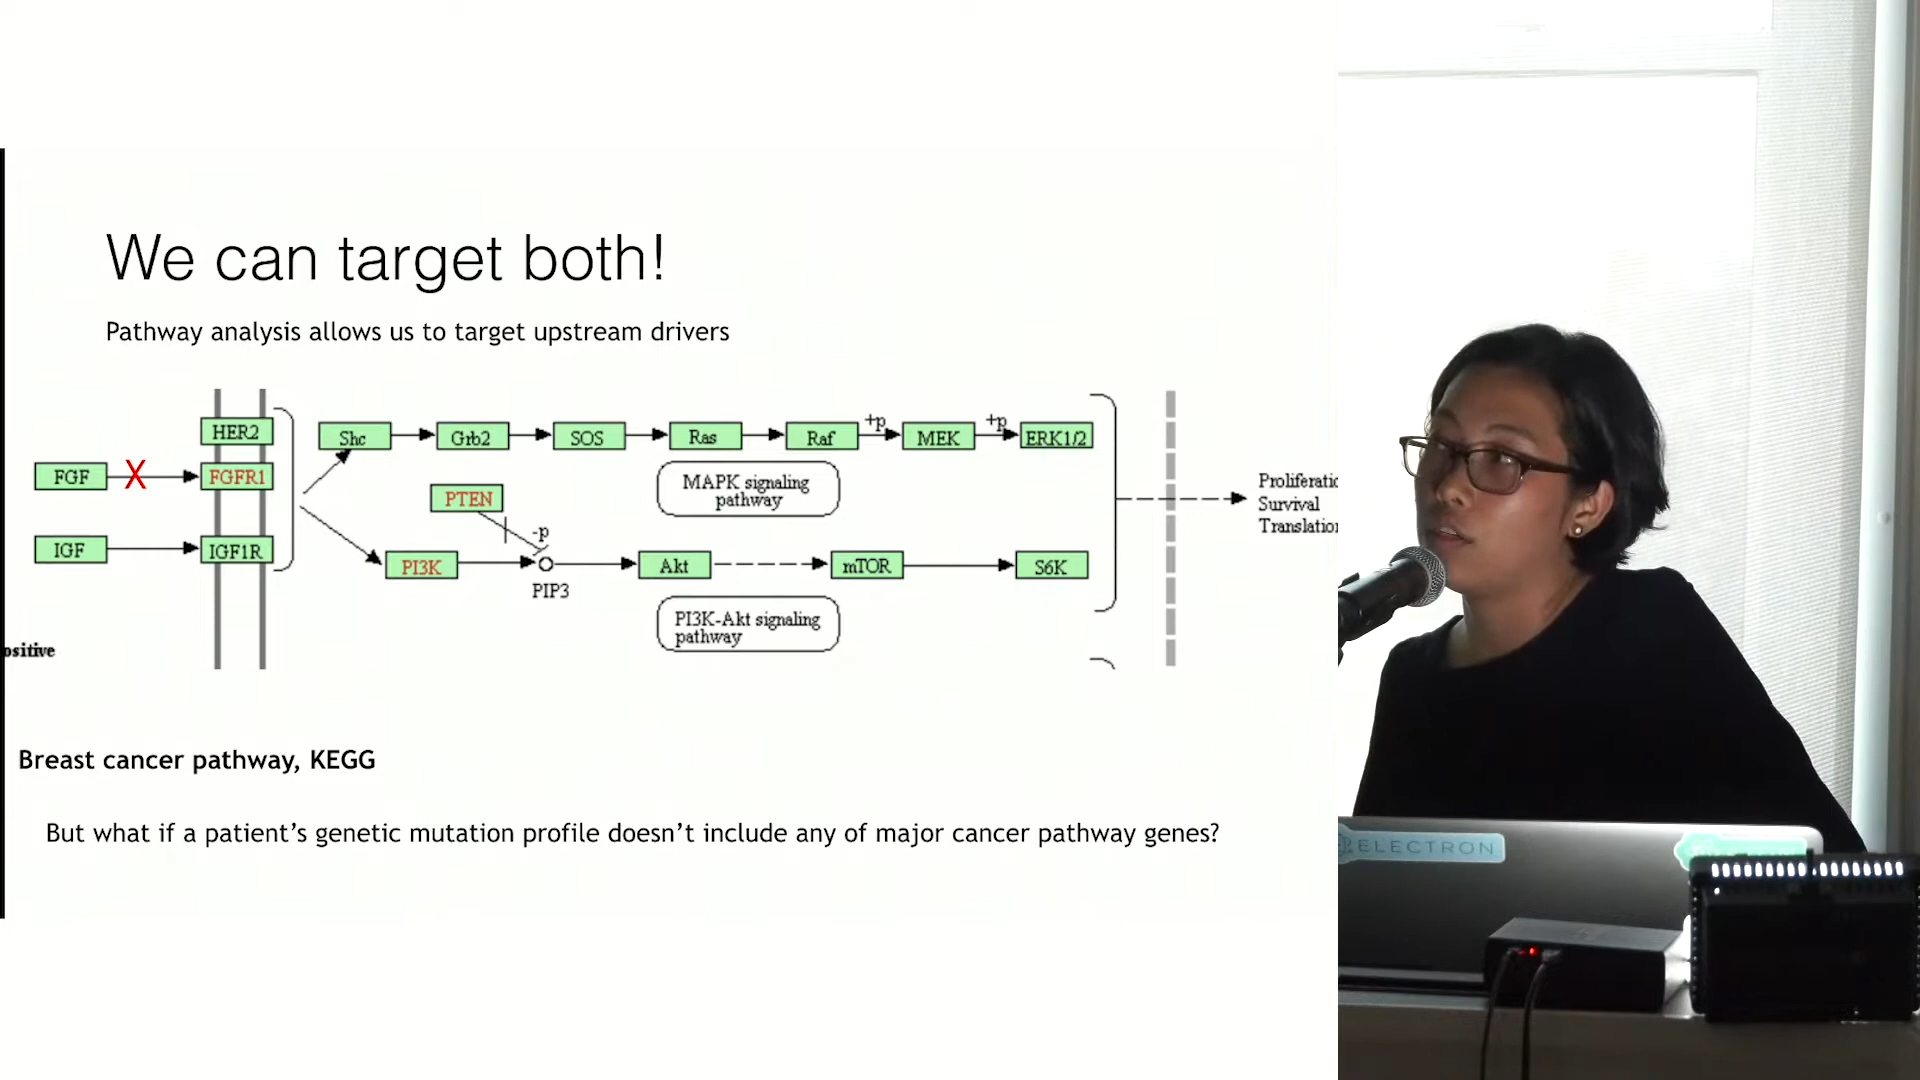 We can target both!
Pathway analysis allows us to target upstream drivers
HER2
Shc
Grb2
SOS
Ras
Raf
+p
MEK
+p
ERK1/2
FGF
X
FGFR1
MAPK signaling
pathway
PTEN
-p
IGF
IGF1R
PI3K
PIP3
Akt
mTOR
S6K
PI3K-Akt signaling
pathway
Proliferatio
Survival
Translation
ositive
Breast cancer pathway, KEGG
But what if a patient’s genetic mutation profile doesn’t include any of major cancer pathway genes?
ELECTRON